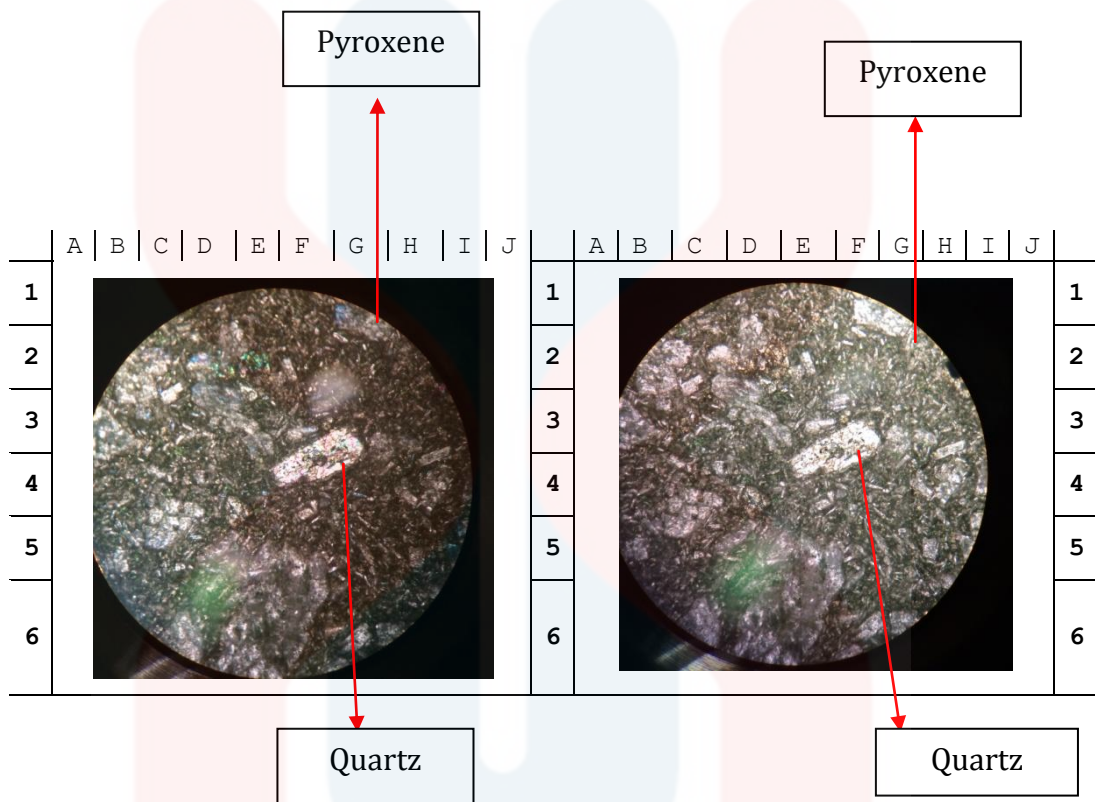 Pyroxene
Pyroxene
A B C D E F G H I J A B C D E F G H I J
1 1 1
2 2 2
3 3 3
4 4 4
5 5 5
6 6 6
Quartz
Quartz